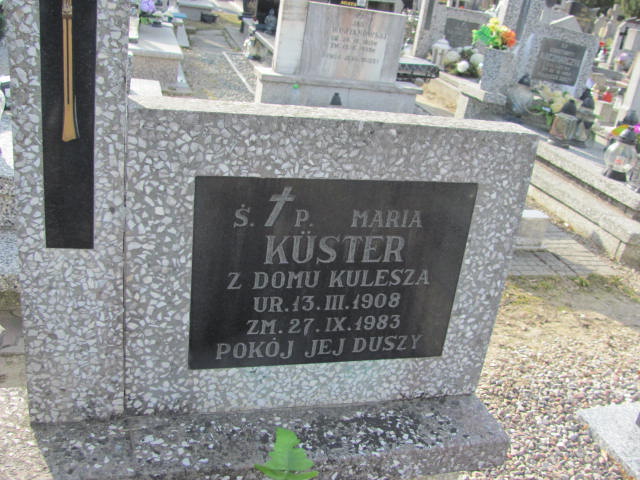 Ś. P. MARIA
KÜSTER
Z DOMU KULESZA
UR. 13. III. 1908
ZM. 27. IX. 1983
POKÓJ JEJ DUSZY